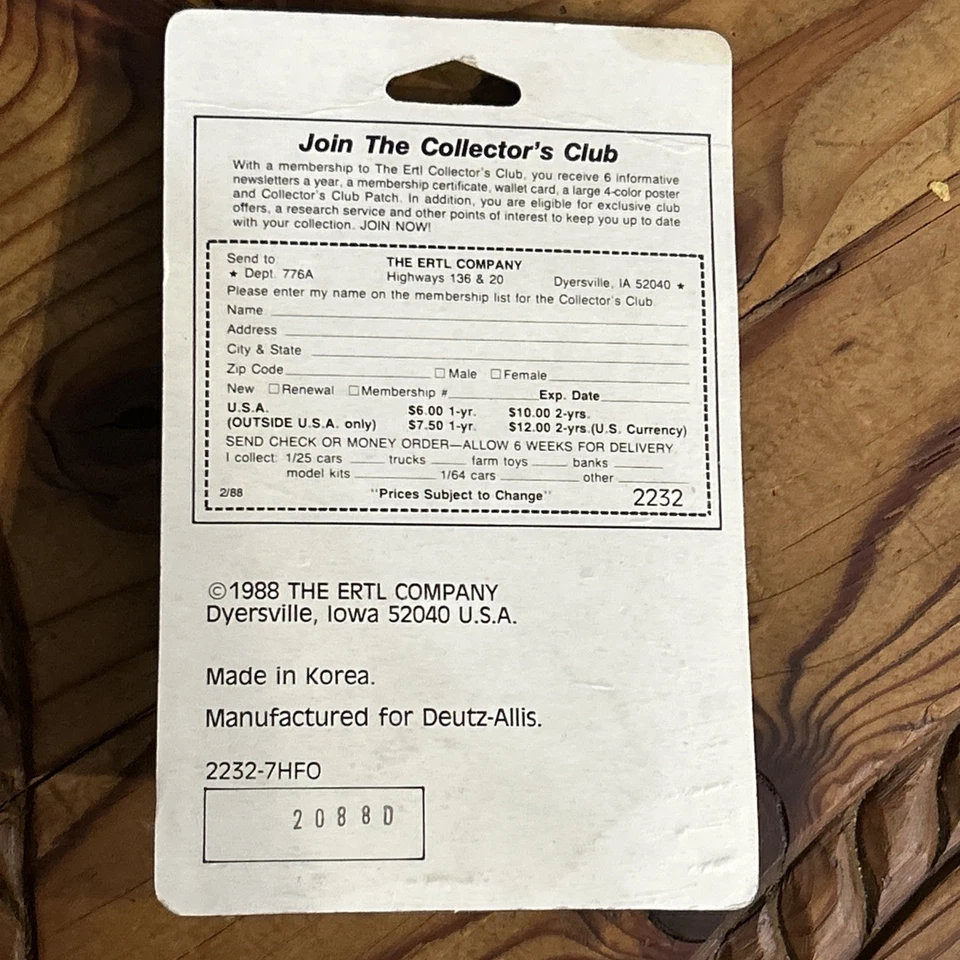 Join The Collector's Club
With a membership to The Ertl Collector's Club, you receive 6 informative
newsletters a year, a membership certificate, wallet card, a large 4-color poster
and Collector's Club Patch. In addition, you are eligible for exclusive club
offers, a research service and other points of interest to keep you up to date
with your collection. JOIN NOW!
Send to THE ERTL COMPANY
★ Dept. 776A Highways 136 & 20 Dyersville, IA 52040 ★
Please enter my name on the membership list for the Collector's Club
Name
Address
City & State
Zip Code □ Male □ Female
New □ Renewal □ Membership # Exp. Date
U.S.A. $6.00 1-yr. $10.00 2-yrs.
(OUTSIDE U.S.A. only) $7.50 1-yr. $12.00 2-yrs. (U.S. Currency)
SEND CHECK OR MONEY ORDER—ALLOW 6 WEEKS FOR DELIVERY
I collect: 1/25 cars trucks farm toys banks
model kits 1/64 cars other
2/88 "Prices Subject to Change" 2232
©1988 THE ERTL COMPANY
Dyersville, Iowa 52040 U.S.A.
Made in Korea.
Manufactured for Deutz-Allis.
2232-7HFO
2088D